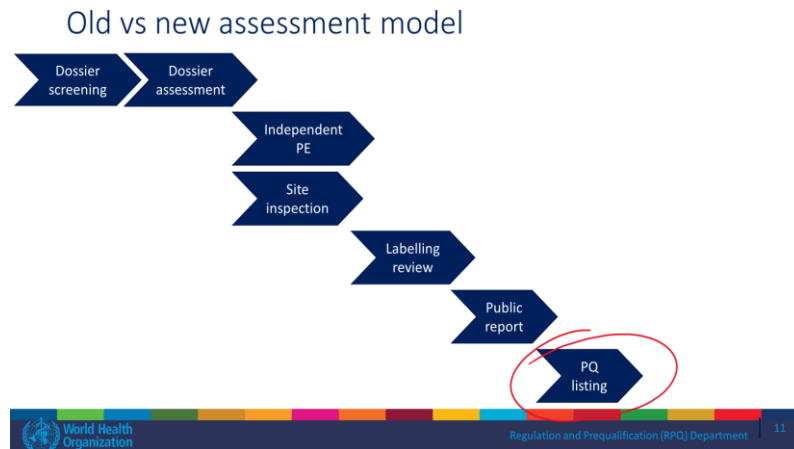 Old vs new assessment model
Dossier
screening
Dossier
assessment
Independent
PE
Site
inspection
Labelling
review
Public
report
PQ
listing
World Health
Organization
Regulation and Prequalification (RPQ) Department
11